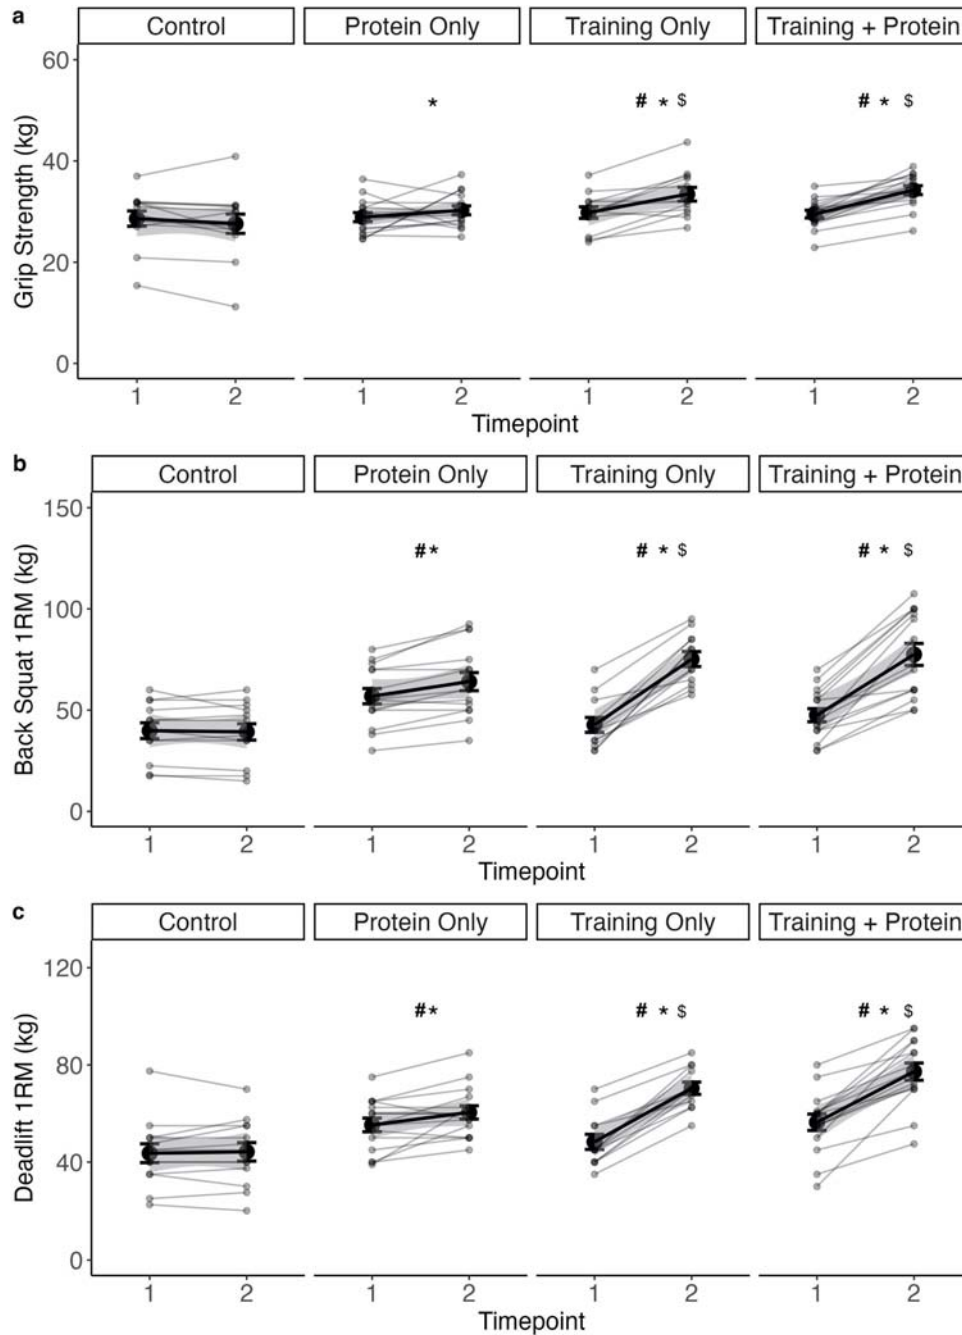 a
Control Protein Only Training Only Training + Protein
* # * $ # * $
Grip Strength (kg)
60
40
20
0
1 2 1 2 1 2 1 2
Timepoint
b
Control Protein Only Training Only Training + Protein
#* # * $ # * $
Back Squat 1RM (kg)
150
100
50
0
1 2 1 2 1 2 1 2
Timepoint
c
Control Protein Only Training Only Training + Protein
#* # * $ # * $
Deadlift 1RM (kg)
120
80
40
0
1 2 1 2 1 2 1 2
Timepoint